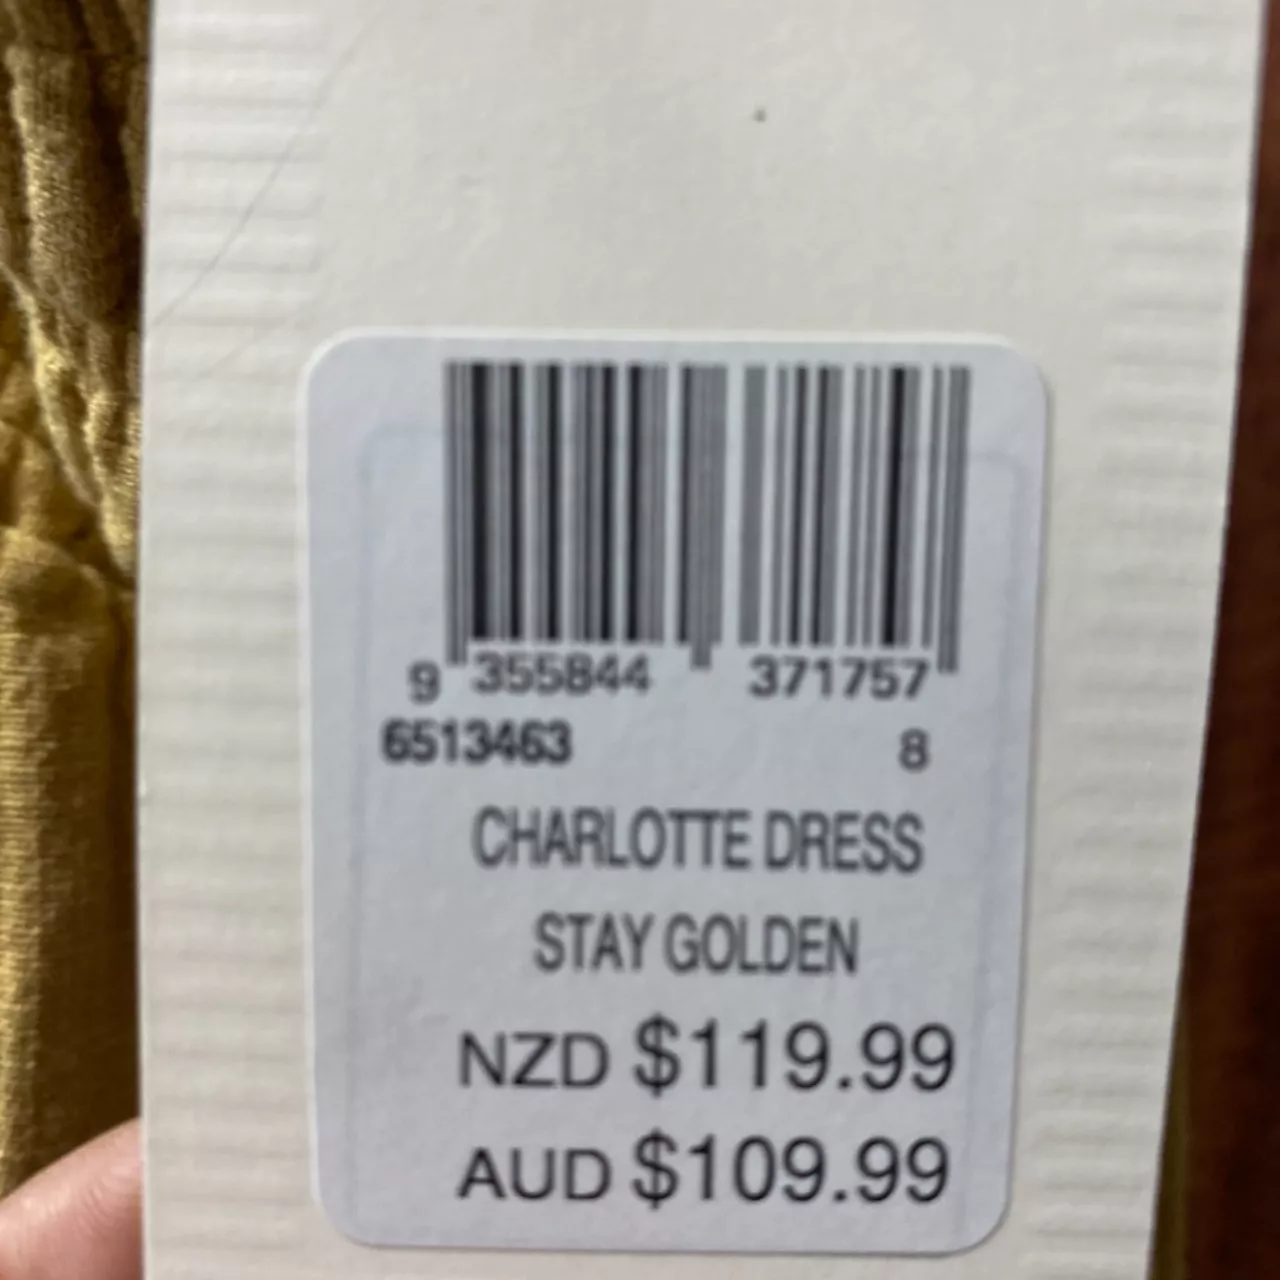 9 355844 371757
6513463 8
CHARLOTTE DRESS
STAY GOLDEN
NZD $119.99
AUD $109.99